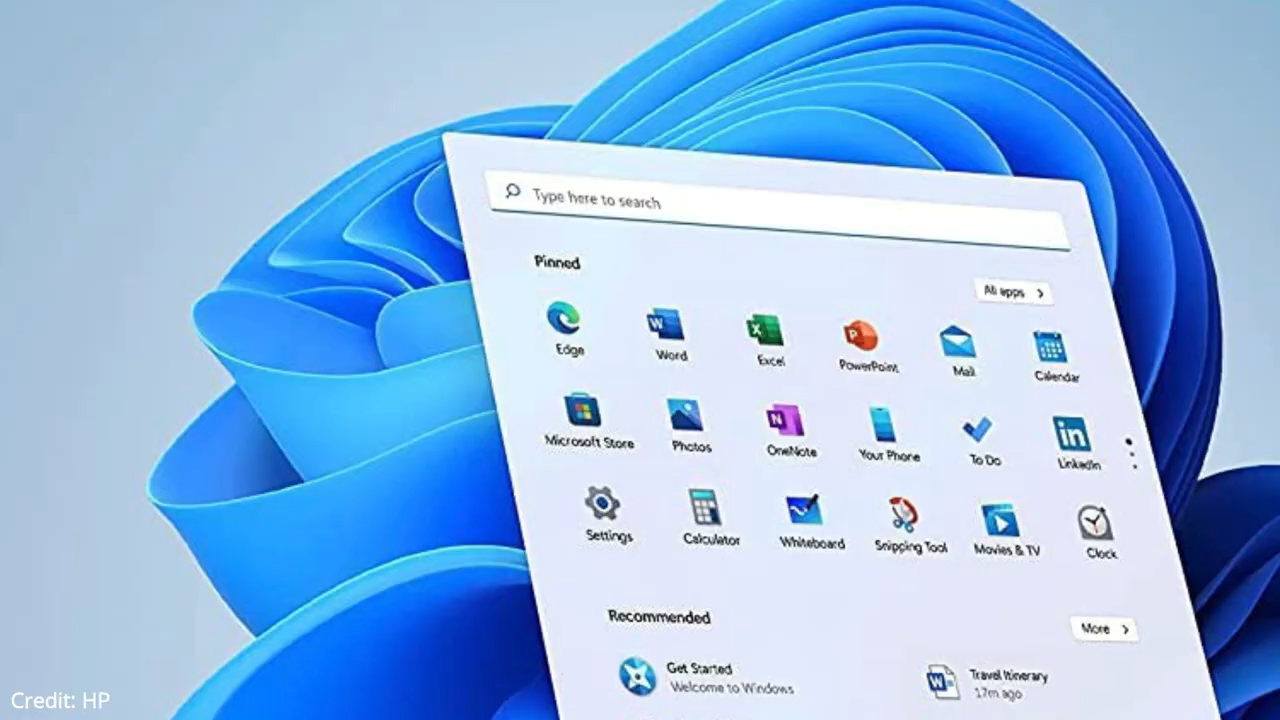 Type here to search
Pinned
All apps
Edge
Word
Excel
PowerPoint
Mail
Calendar
Microsoft Store
Photos
OneNote
Your Phone
To Do
LinkedIn
Settings
Calculator
Whiteboard
Snipping Tool
Movies & TV
Clock
Recommended
More
Get Started
Welcome to Windows
Travel Itinerary
17m ago
Credit: HP